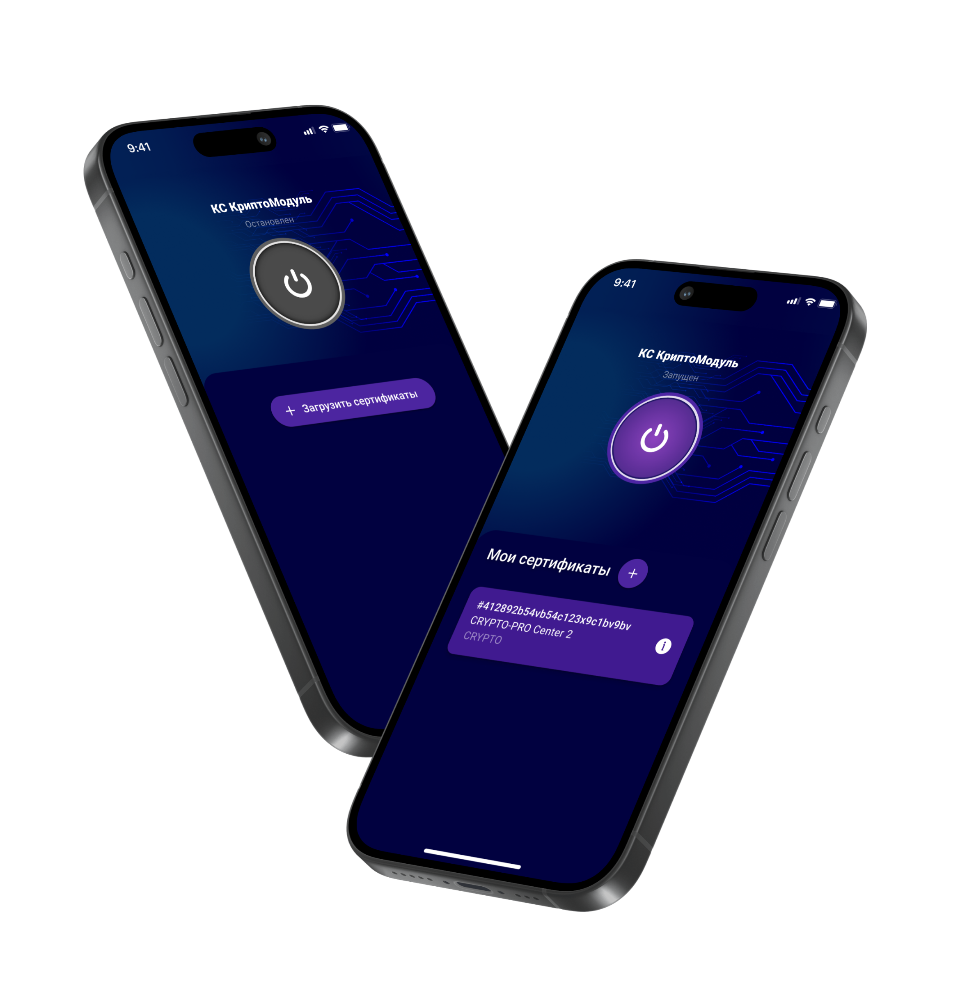 9:41
КС КриптоМодуль
Остановлен
Загрузить сертификаты
9:41
КС КриптоМодуль
Запущен
Мои сертификаты
#412892b54vb54c123x9c1bv9bv
CRYPTO-PRO Center 2
CRYPTO